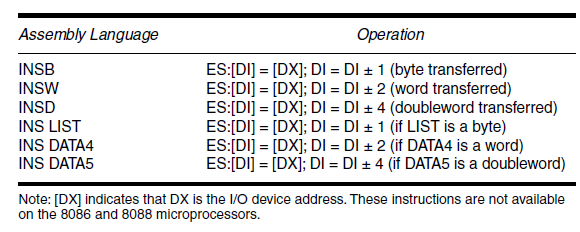 Assembly Language Operation
INSB ES:[DI] = [DX]; DI = DI ± 1 (byte transferred)
INSW ES:[DI] = [DX]; DI = DI ± 2 (word transferred)
INSD ES:[DI] = [DX]; DI = DI ± 4 (doubleword transferred)
INS LIST ES:[DI] = [DX]; DI = DI ± 1 (if LIST is a byte)
INS DATA4 ES:[DI] = [DX]; DI = DI ± 2 (if DATA4 is a word)
INS DATA5 ES:[DI] = [DX]; DI = DI ± 4 (if DATA5 is a doubleword)
Note: [DX] indicates that DX is the I/O device address. These instructions are not available
on the 8086 and 8088 microprocessors.